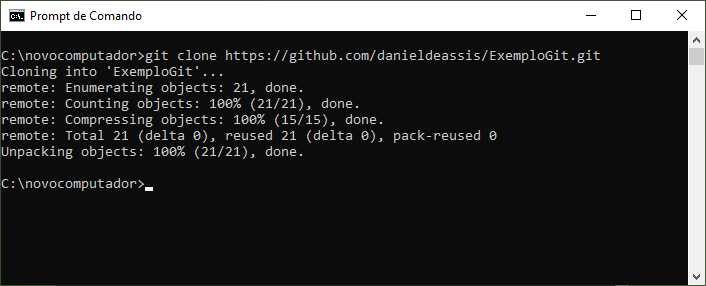 Prompt de Comando
C:\novocomputador>git clone https://github.com/danieldeassis/ExemploGit.git
Cloning into 'ExemploGit'...
remote: Enumerating objects: 21, done.
remote: Counting objects: 100% (21/21), done.
remote: Compressing objects: 100% (15/15), done.
remote: Total 21 (delta 0), reused 21 (delta 0), pack-reused 0
Unpacking objects: 100% (21/21), done.
C:\novocomputador>